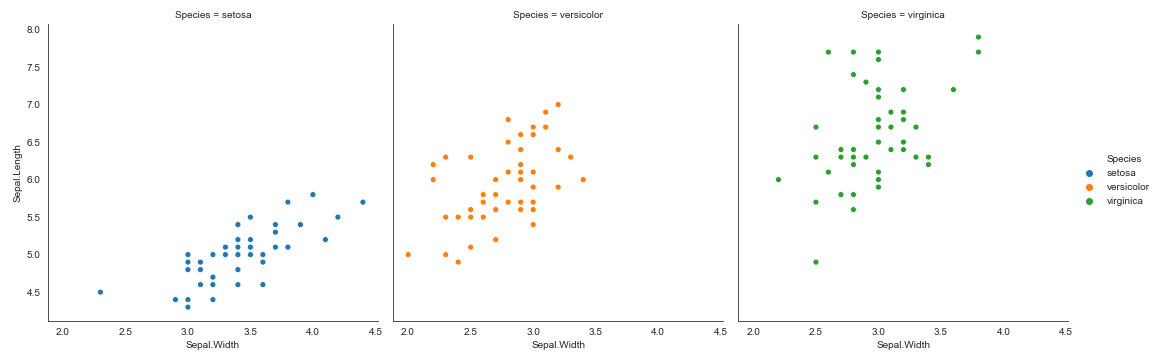 Species = setosa
Species = versicolor
Species = virginica
8.0
7.5
7.0
6.5
6.0
5.5
5.0
4.5
Sepal.Length
2.0 2.5 3.0 3.5 4.0 4.5
Sepal.Width
2.0 2.5 3.0 3.5 4.0 4.5
Sepal.Width
2.0 2.5 3.0 3.5 4.0 4.5
Sepal.Width
Species
setosa
versicolor
virginica